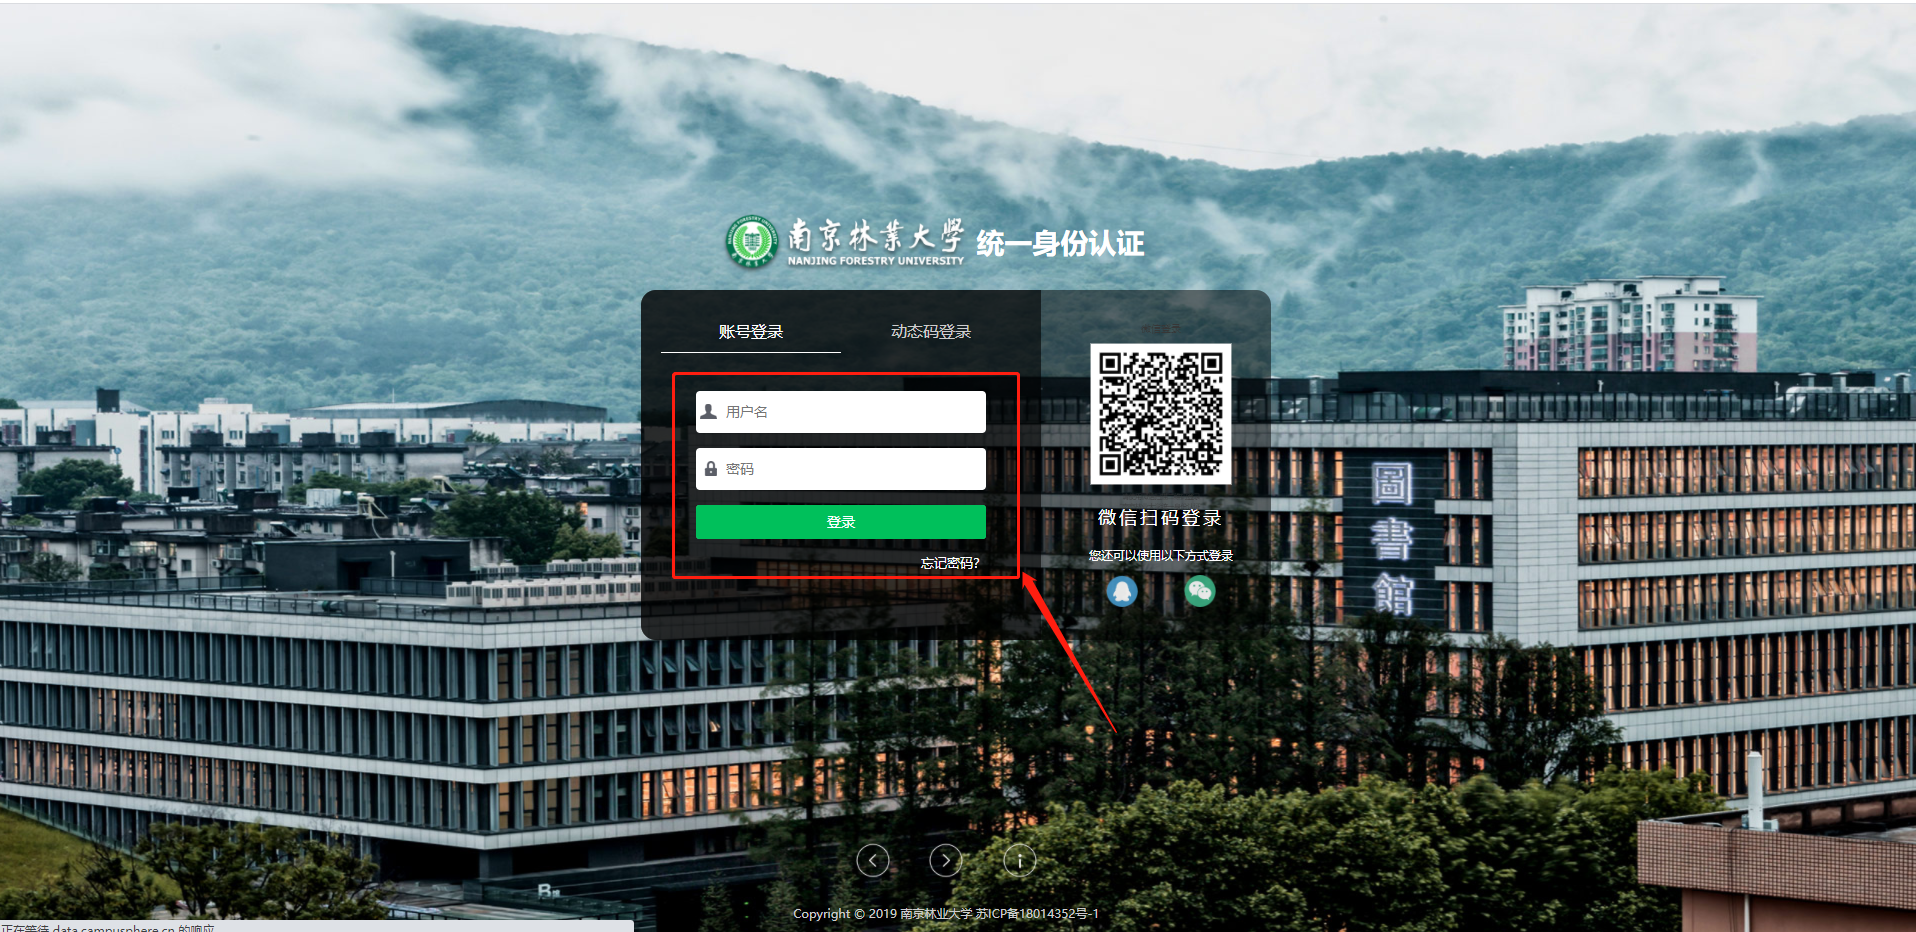 南京林業大學 统一身份认证
NANJING FORESTRY UNIVERSITY
账号登录 动态码登录
用户名
密码
登录
忘记密码?
微信扫码登录
您还可以使用以下方式登录
圖書館
B
Copyright © 2019 南京林业大学 苏ICP备18014352号-1
正在等待 data.campusphere.cn 的响应